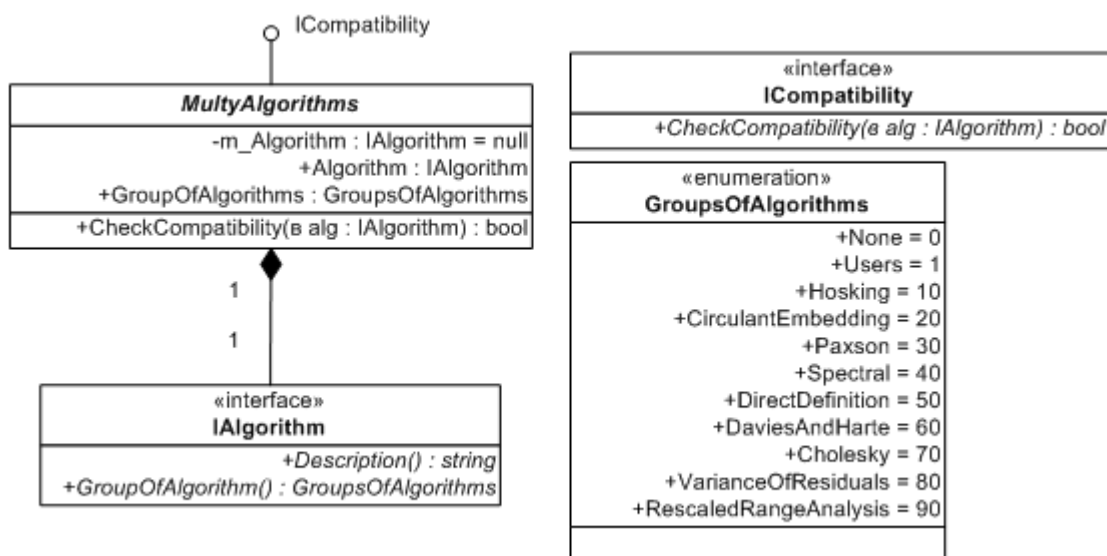 ICompatibility
MultyAlgorithms
-m_Algorithm : IAlgorithm = null
+Algorithm : IAlgorithm
+GroupOfAlgorithms : GroupsOfAlgorithms
+CheckCompatibility(в alg : IAlgorithm) : bool
1
1
«interface»
IAlgorithm
+Description() : string
+GroupOfAlgorithm() : GroupsOfAlgorithms
«interface»
ICompatibility
+CheckCompatibility(в alg : IAlgorithm) : bool
«enumeration»
GroupsOfAlgorithms
+None = 0
+Users = 1
+Hosking = 10
+CirculantEmbedding = 20
+Paxson = 30
+Spectral = 40
+DirectDefinition = 50
+DaviesAndHarte = 60
+Cholesky = 70
+VarianceOfResiduals = 80
+RescaledRangeAnalysis = 90